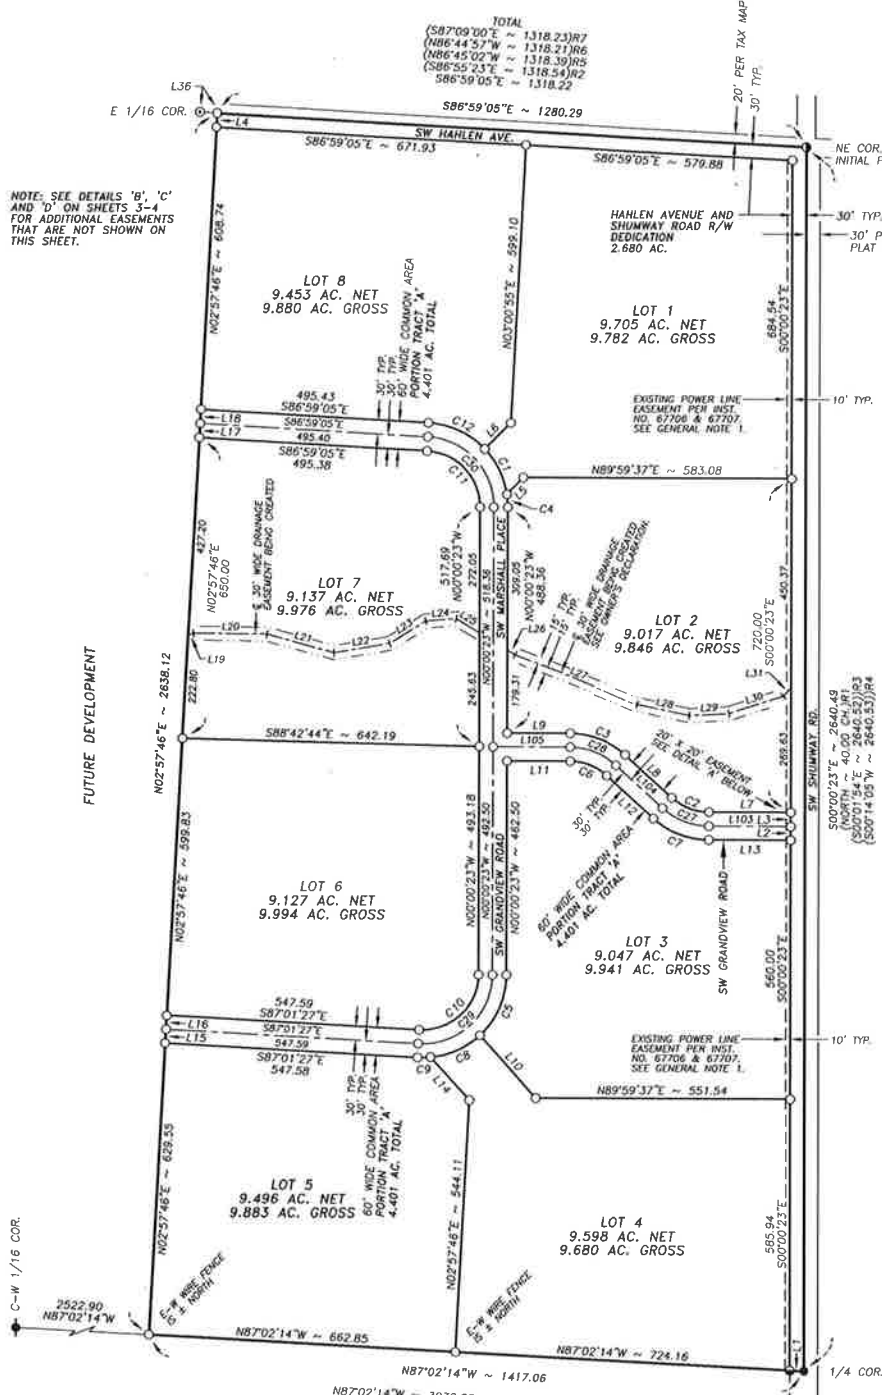 TOTAL
(S87°09'00"E ~ 1318.23)R7
(N86°44'57"W ~ 1318.21)R6
(N86°45'02"W ~ 1318.39)R5
(S86°55'23"E ~ 1318.54)R2
S86°59'05"E ~ 1318.22
20' PER TAX MAP
30' TYP.
L36
E 1/16 COR.
S86°59'05"E ~ 1280.29
L4
SW HAHLEN AVE.
S86°59'05"E ~ 671.93
S86°59'05"E ~ 579.88
NE COR.
INITIAL
NOTE: SEE DETAILS 'B', 'C'
AND 'D' ON SHEETS 3-4
FOR ADDITIONAL EASEMENTS
THAT ARE NOT SHOWN ON
THIS SHEET.
HAHLEN AVENUE AND
SHUMWAY ROAD R/W
DEDICATION
2.680 AC.
30' TYP.
30'
PLAT
N02°57'46"E ~ 608.74
N03°00'55"E ~ 599.10
684.54
S00°00'23"E
LOT 8
9.453 AC. NET
9.880 AC. GROSS
LOT 1
9.705 AC. NET
9.782 AC. GROSS
30' TYP.
30' TYP.
60' WIDE COMMON AREA
PORTION TRACT 'A'
4.401 AC. TOTAL
EXISTING POWER LINE
EASEMENT PER INST.
NO. 67706 & 67707.
SEE GENERAL NOTE 1.
10' TYP.
495.43
S86°59'05"E
L18
S86°59'05"E
495.40
L17
S86°59'05"E
495.38
C12
L6
C30
C11
C1
L5
C4
N89°59'37"E ~ 583.08
427.20
N02°57'46"E
650.00
30' WIDE DRAINAGE
EASEMENT BEING CREATED
LOT 7
9.137 AC. NET
9.976 AC. GROSS
517.69
N00°00'23"W
272.05
N00°00'23"W ~ 518.36
SW MARSHALL PLACE
309.05
N00°00'23"W
488.36
15' TYP.
15' TYP.
30' WIDE DRAINAGE
EASEMENT BEING CREATED
SEE OWNER'S DECLARATION.
LOT 2
9.017 AC. NET
9.846 AC. GROSS
450.37
720.00
S00°00'23"E
L20
L21
L22
L23
L24
L25
L26
L27
L28
L29
L30
L31
L19
222.80
245.63
179.31
269.63
FUTURE DEVELOPMENT
N02°57'46"E ~ 2638.12
S88°42'44"E ~ 642.19
L9
L105
L11
C3
C28
C6
L8
L104
L12
20' X 20' EASEMENT
SEE DETAIL 'A' BELOW
C2
C27
C7
L7
L103
L3
L2
L13
SW SHUMWAY RD.
S00°00'23"E ~ 2640.49
(NORTH ~ 40.00 CH.)R1
(S00°01'54"E ~ 2640.52)R3
(S00°14'05"W ~ 2640.53)R4
30' TYP.
30' TYP.
60' WIDE COMMON AREA
PORTION TRACT 'A'
4.401 AC. TOTAL
SW GRANDVIEW ROAD
N02°57'46"E ~ 599.83
LOT 6
9.127 AC. NET
9.994 AC. GROSS
N00°00'23"W ~ 493.18
N00°00'23"W ~ 492.50
SW GRANDVIEW ROAD
N00°00'23"W ~ 462.50
LOT 3
9.047 AC. NET
9.941 AC. GROSS
560.00
S00°00'23"E
547.59
L16
S87°01'27"E
S87°01'27"E
547.59
L15
S87°01'27"E
547.58
C10
C29
C5
C8
C9
L14
L10
EXISTING POWER LINE
EASEMENT PER INST.
NO. 67706 & 67707.
SEE GENERAL NOTE 1.
10' TYP.
N89°59'37"E ~ 551.54
30' TYP.
30' TYP.
60' WIDE COMMON AREA
PORTION TRACT 'A'
4.401 AC. TOTAL
N02°57'46"E ~ 629.55
LOT 5
9.496 AC. NET
9.883 AC. GROSS
N02°57'46"E ~ 544.11
LOT 4
9.598 AC. NET
9.680 AC. GROSS
585.94
S00°00'23"E
C-W 1/16 COR.
2522.90
N87°02'14"W
E-W WIRE FENCE
15' ± NORTH
E-W WIRE FENCE
15' ± NORTH
N87°02'14"W ~ 662.85
N87°02'14"W ~ 724.16
L1
1/4 COR.
N87°02'14"W ~ 1417.06
N87°02'14"W